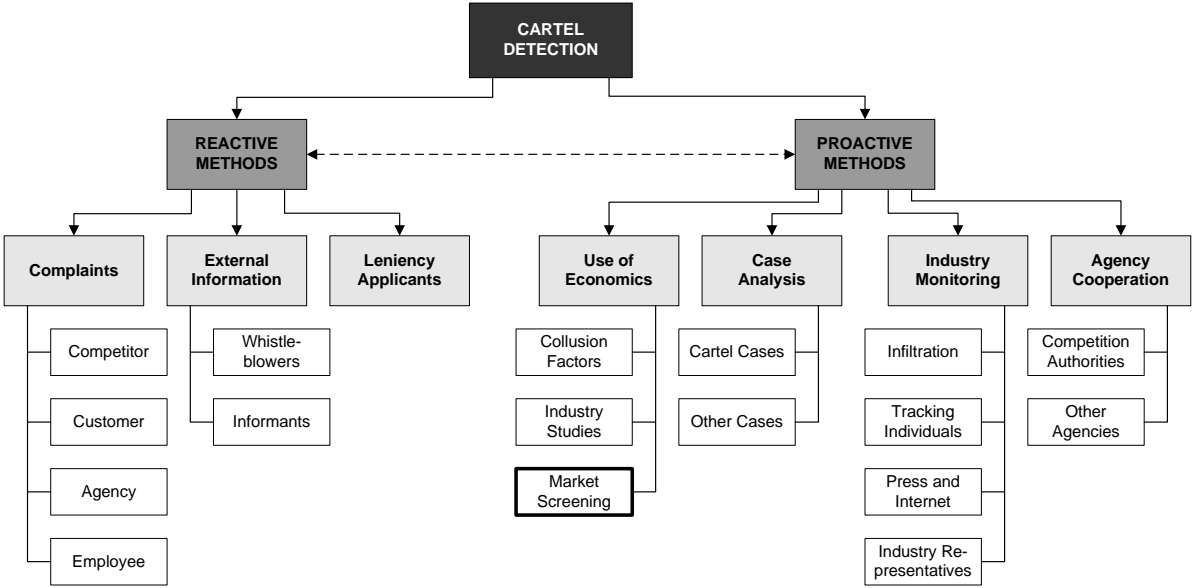 CARTEL
DETECTION
REACTIVE
METHODS
PROACTIVE
METHODS
Complaints
External
Information
Leniency
Applicants
Use of
Economics
Case
Analysis
Industry
Monitoring
Agency
Cooperation
Competitor
Customer
Agency
Employee
Whistle-
blowers
Informants
Collusion
Factors
Industry
Studies
Market
Screening
Cartel Cases
Other Cases
Infiltration
Tracking
Individuals
Press and
Internet
Industry Re-
presentatives
Competition
Authorities
Other
Agencies